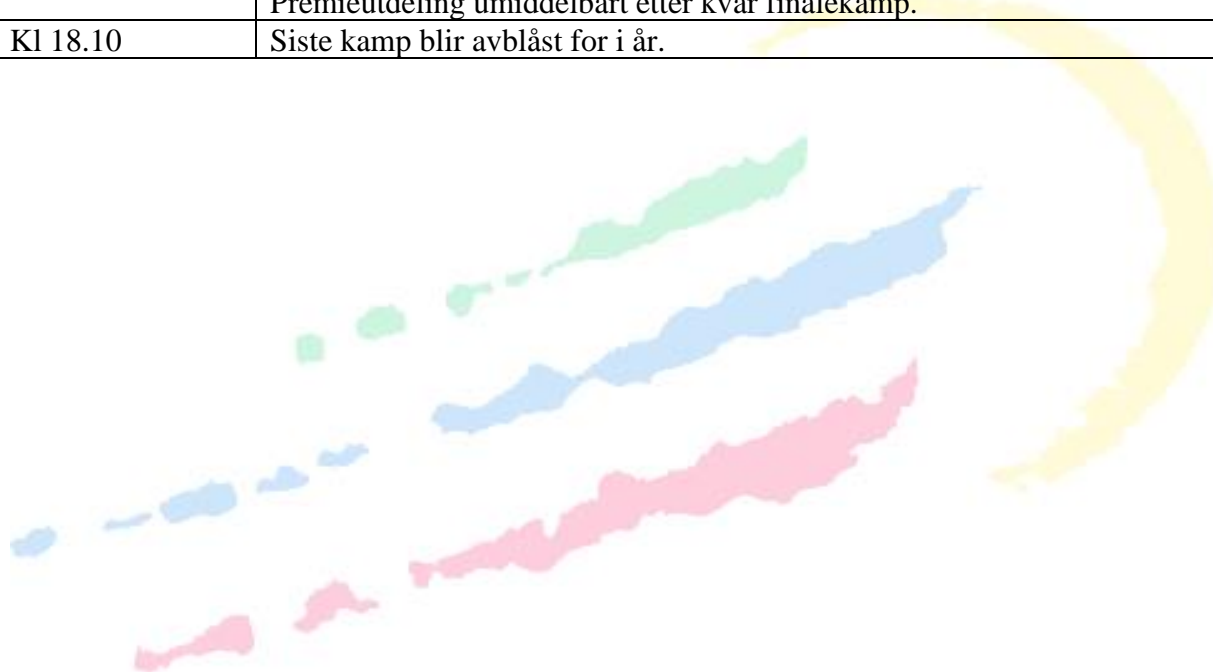 Premieutdeling umiddelbart etter kvar finalekamp.
Kl 18.10 Siste kamp blir avblåst for i år.